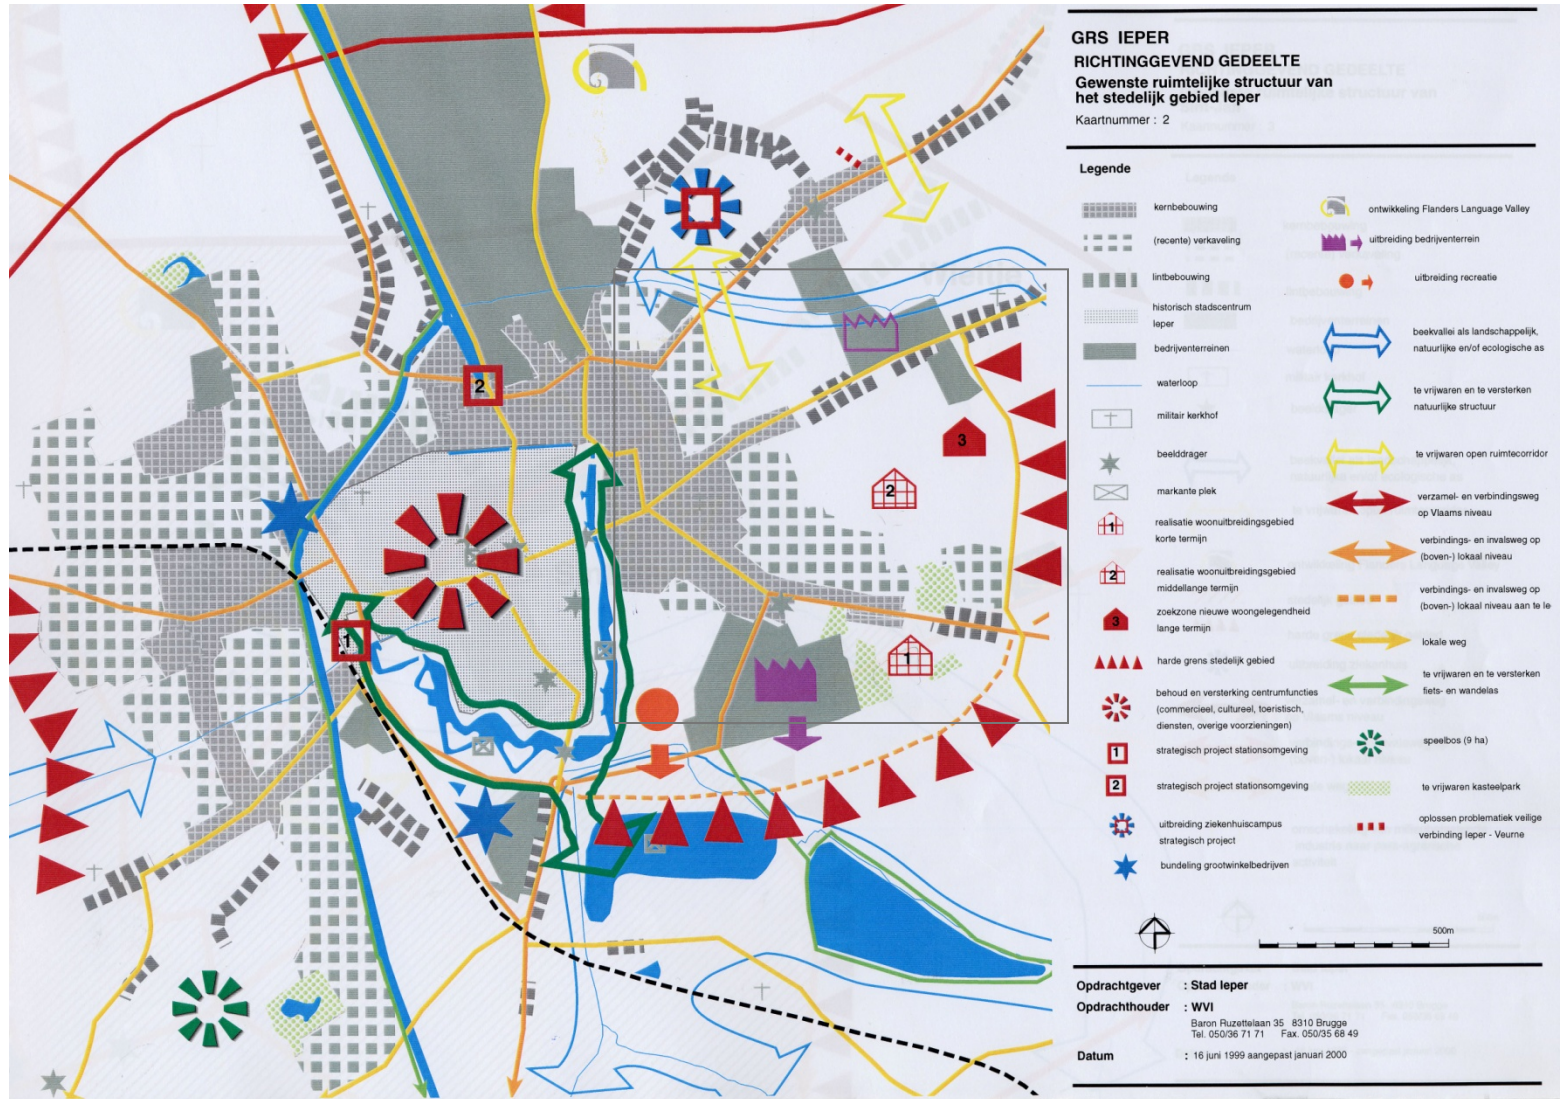 GRS IEPER
RICHTINGGEVEND GEDEELTE
Gewenste ruimtelijke structuur van
het stedelijk gebied Ieper
Kaartnummer : 2
Legende
kernbebouwing
(recente) verkaveling
lintbebouwing
historisch stadscentrum
Ieper
bedrijventerreinen
waterloop
militair kerkhof
beelddrager
markante plek
1
realisatie woonuitbreidingsgebied
korte termijn
2
realisatie woonuitbreidingsgebied
middellange termijn
3
zoekzone nieuwe woongelegendheid
lange termijn
harde grens stedelijk gebied
behoud en versterking centrumfuncties
(commercieel, cultureel, toeristisch,
diensten, overige voorzieningen)
1
strategisch project stationsomgeving
2
strategisch project stationsomgeving
uitbreiding ziekenhuiscampus
strategisch project
bundeling grootwinkelbedrijven
ontwikkeling Flanders Language Valley
uitbreiding bedrijventerrein
uitbreiding recreatie
beekvallei als landschappelijk,
natuurlijke en/of ecologische as
te vrijwaren en te versterken
natuurlijke structuur
te vrijwaren open ruimtecorridor
verzamel- en verbindingsweg
op Vlaams niveau
verbindings- en invalsweg op
(boven-) lokaal niveau
verbindings- en invalsweg op
(boven-) lokaal niveau aan te le
lokale weg
te vrijwaren en te versterken
fiets- en wandelas
speelbos (9 ha)
te vrijwaren kasteelpark
oplossen problematiek veilige
verbinding Ieper - Veurne
500m
Opdrachtgever : Stad Ieper
Opdrachthouder : WVI
Baron Ruzettelaan 35 8310 Brugge
Tel. 050/36 71 71 Fax. 050/35 68 49
Datum : 16 juni 1999 aangepast januari 2000
2
3
2
1
1